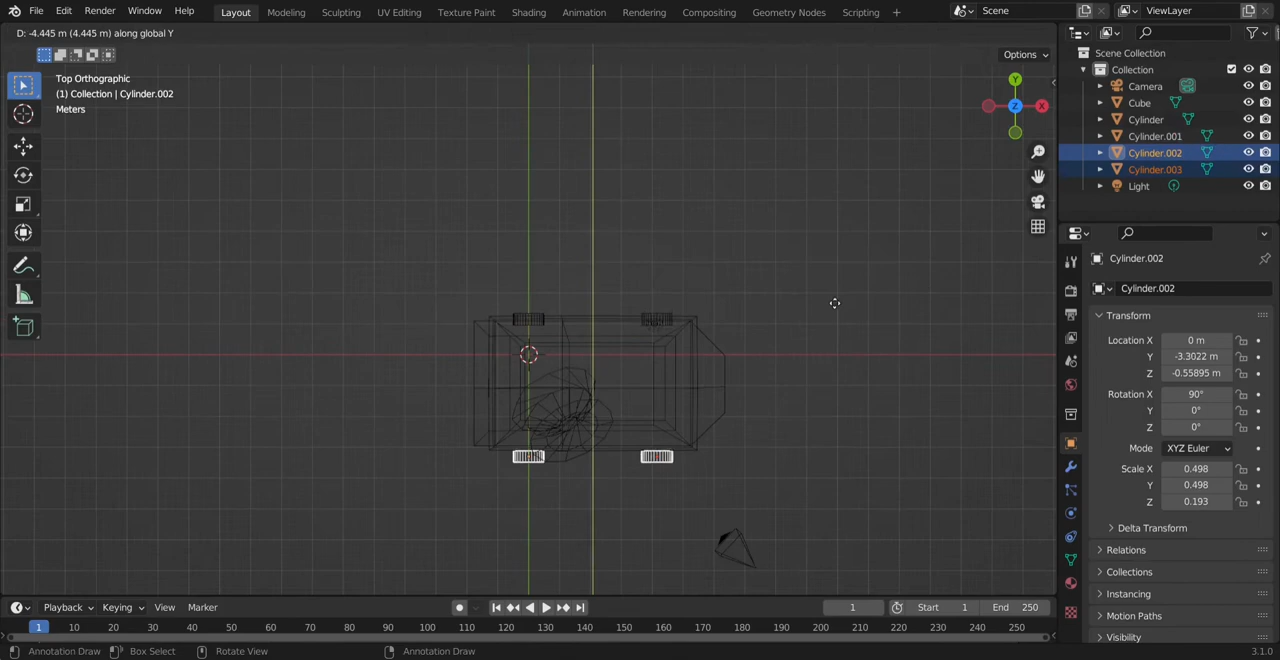 File Edit Render Window Help Layout Modeling Sculpting UV Editing Texture Paint Shading Animation Rendering Compositing Geometry Nodes Scripting + Scene ViewLayer
D: -4.445 m (4.445 m) along global Y
Options
Top Orthographic
(1) Collection | Cylinder.002
Meters
Y
Z
X
Scene Collection
Collection
Camera
Cube
Cylinder
Cylinder.001
Cylinder.002
Cylinder.003
Light
Cylinder.002
Cylinder.002
Transform
Location X 0 m
Y -3.3022 m
Z -0.55895 m
Rotation X 90°
Y 0°
Z 0°
Mode XYZ Euler
Scale X 0.498
Y 0.498
Z 0.193
Delta Transform
Relations
Collections
Instancing
Motion Paths
Visibility
Playback Keying View Marker 1 Start 1 End 250
1 10 20 30 40 50 60 70 80 90 100 110 120 130 140 150 160 170 180 190 200 210 220 230 240 250
Annotation Draw Box Select Rotate View Annotation Draw 3.1.0